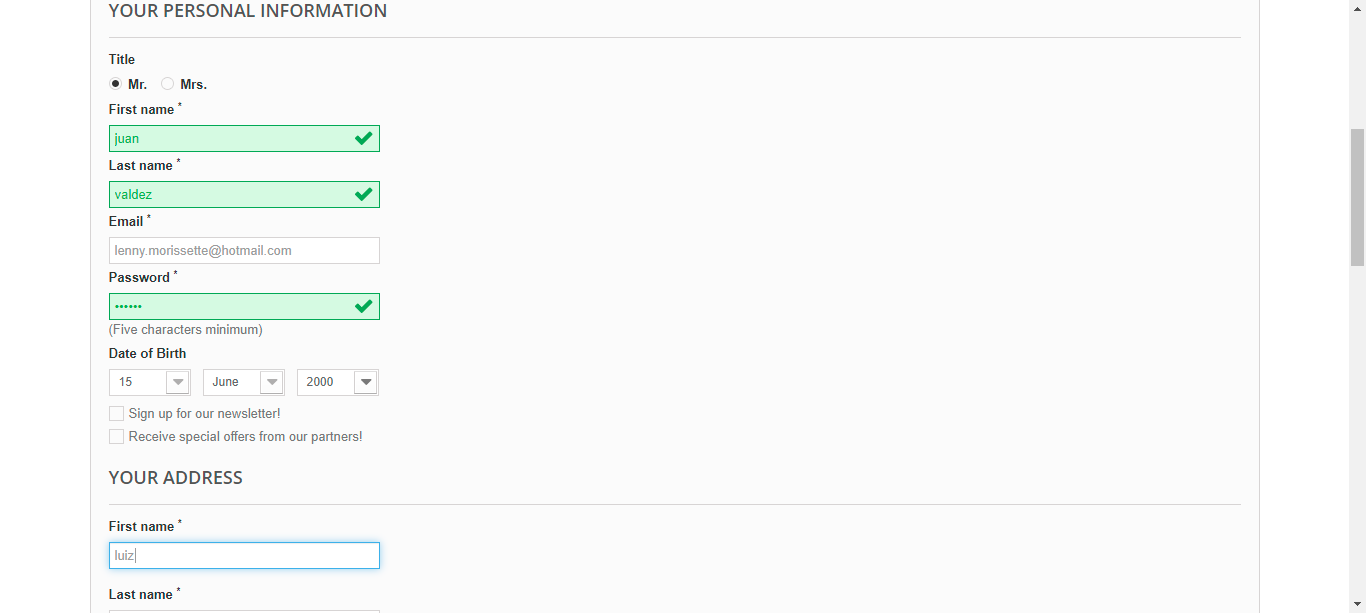 YOUR PERSONAL INFORMATION
Title
Mr. Mrs.
First name *
juan
Last name *
valdez
Email *
lenny.morissette@hotmail.com
Password *
••••••
(Five characters minimum)
Date of Birth
15 June 2000
Sign up for our newsletter!
Receive special offers from our partners!
YOUR ADDRESS
First name *
luiz
Last name *